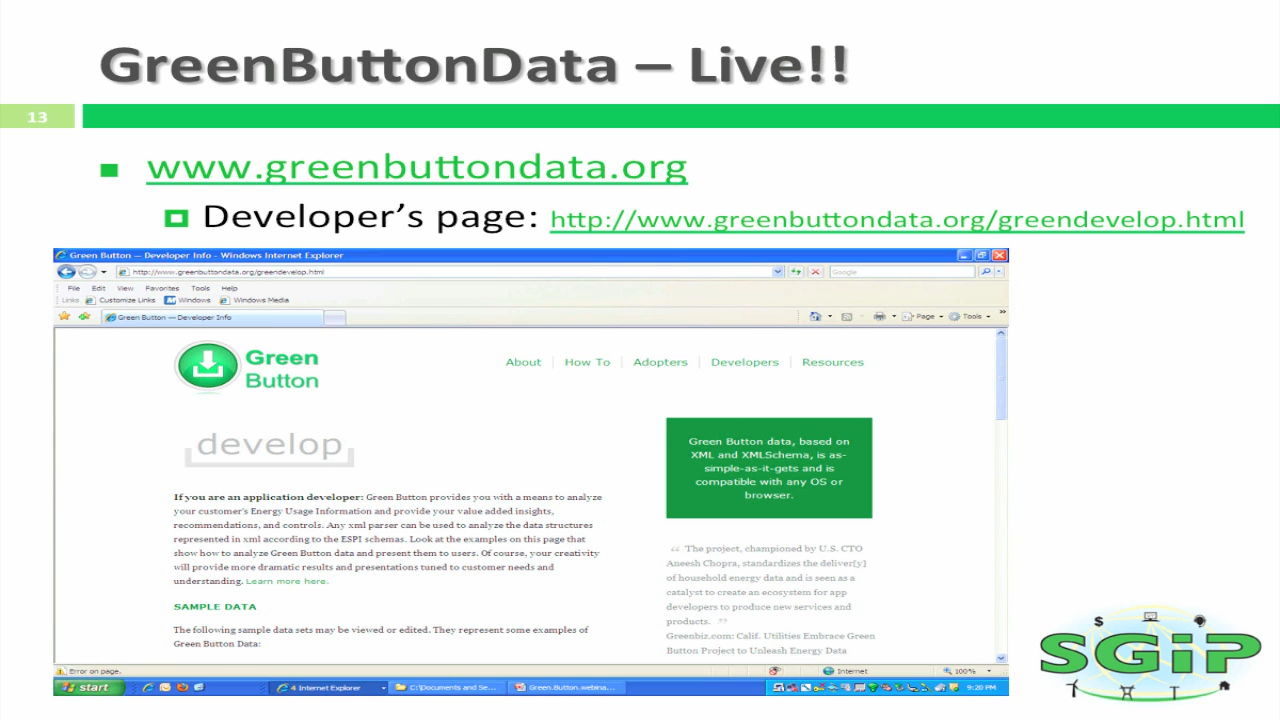 GreenButtonData – Live!!
13
www.greenbuttondata.org
Developer’s page: http://www.greenbuttondata.org/greendevelop.html
Green Button — Developer Info - Windows Internet Explorer
http://www.greenbuttondata.org/greendevelop.html
Google
File Edit View Favorites Tools Help
Links Customize Links Windows Windows Media
Green Button — Developer Info
Page Tools
Green
Button
About How To Adopters Developers Resources
develop
Green Button data, based on
XML and XMLSchema, is as-
simple-as-it-gets and is
compatible with any OS or
browser.
If you are an application developer: Green Button provides you with a means to analyze
your customer's Energy Usage Information and provide your value added insights,
recommendations, and controls. Any xml parser can be used to analyze the data structures
represented in xml according to the ESPI schemas. Look at the examples on this page that
show how to analyze Green Button data and present them to users. Of course, your creativity
will provide more dramatic results and presentations tuned to customer needs and
understanding. Learn more here.
“ The project, championed by U.S. CTO
Aneesh Chopra, standardizes the deliver[y]
of household energy data and is seen as a
catalyst to create an ecosystem for app
developers to produce new services and
products. ”
Greenbiz.com: Calif. Utilities Embrace Green
Button Project to Unleash Energy Data
SAMPLE DATA
The following sample data sets may be viewed or edited. They represent some examples of
Green Button Data:
Error on page. Internet 100%
start 4 Internet Explorer C:\Documents and Se... Green.Button.webina... 9:20 PM
$
SGiP